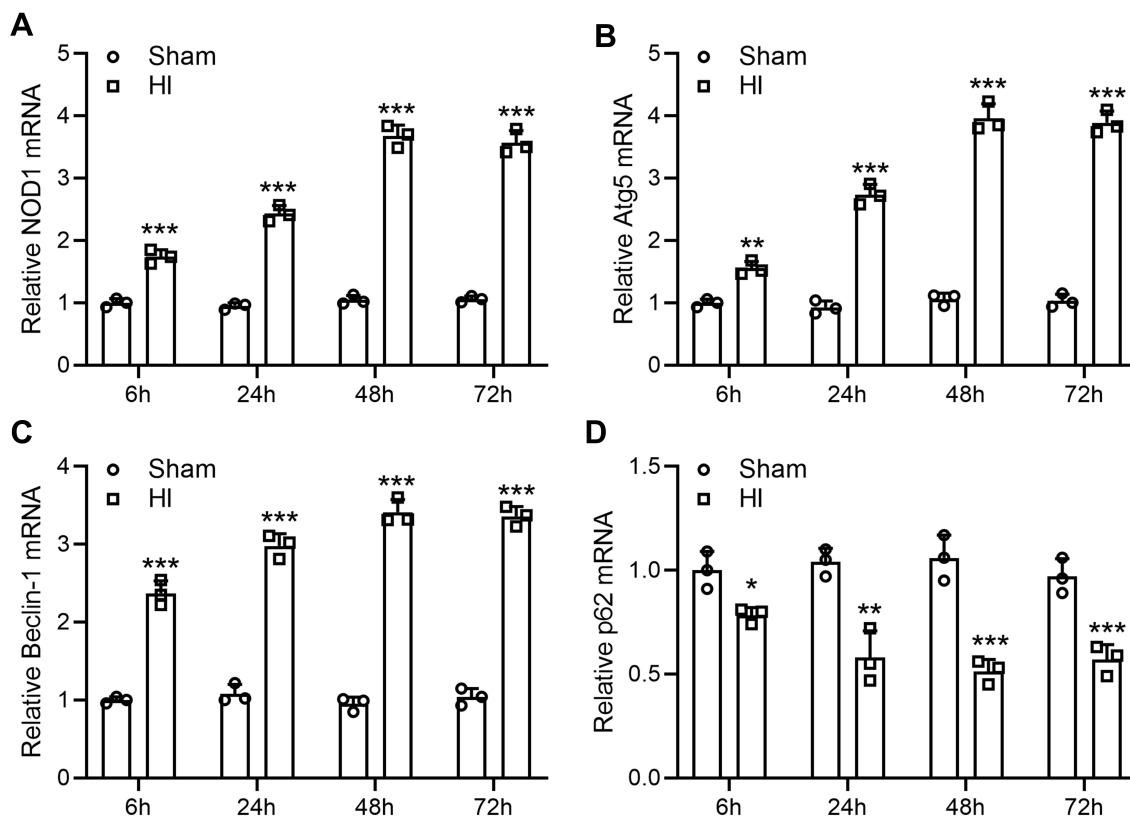 A
Sham
HI
Relative NOD1 mRNA
5
4
3
2
1
0
***
***
***
***
6h 24h 48h 72h
B
Sham
HI
Relative Atg5 mRNA
5
4
3
2
1
0
**
***
***
***
6h 24h 48h 72h
C
Sham
HI
Relative Beclin-1 mRNA
4
3
2
1
0
***
***
***
***
6h 24h 48h 72h
D
Sham
HI
Relative p62 mRNA
1.5
1.0
0.5
0.0
*
**
***
***
6h 24h 48h 72h